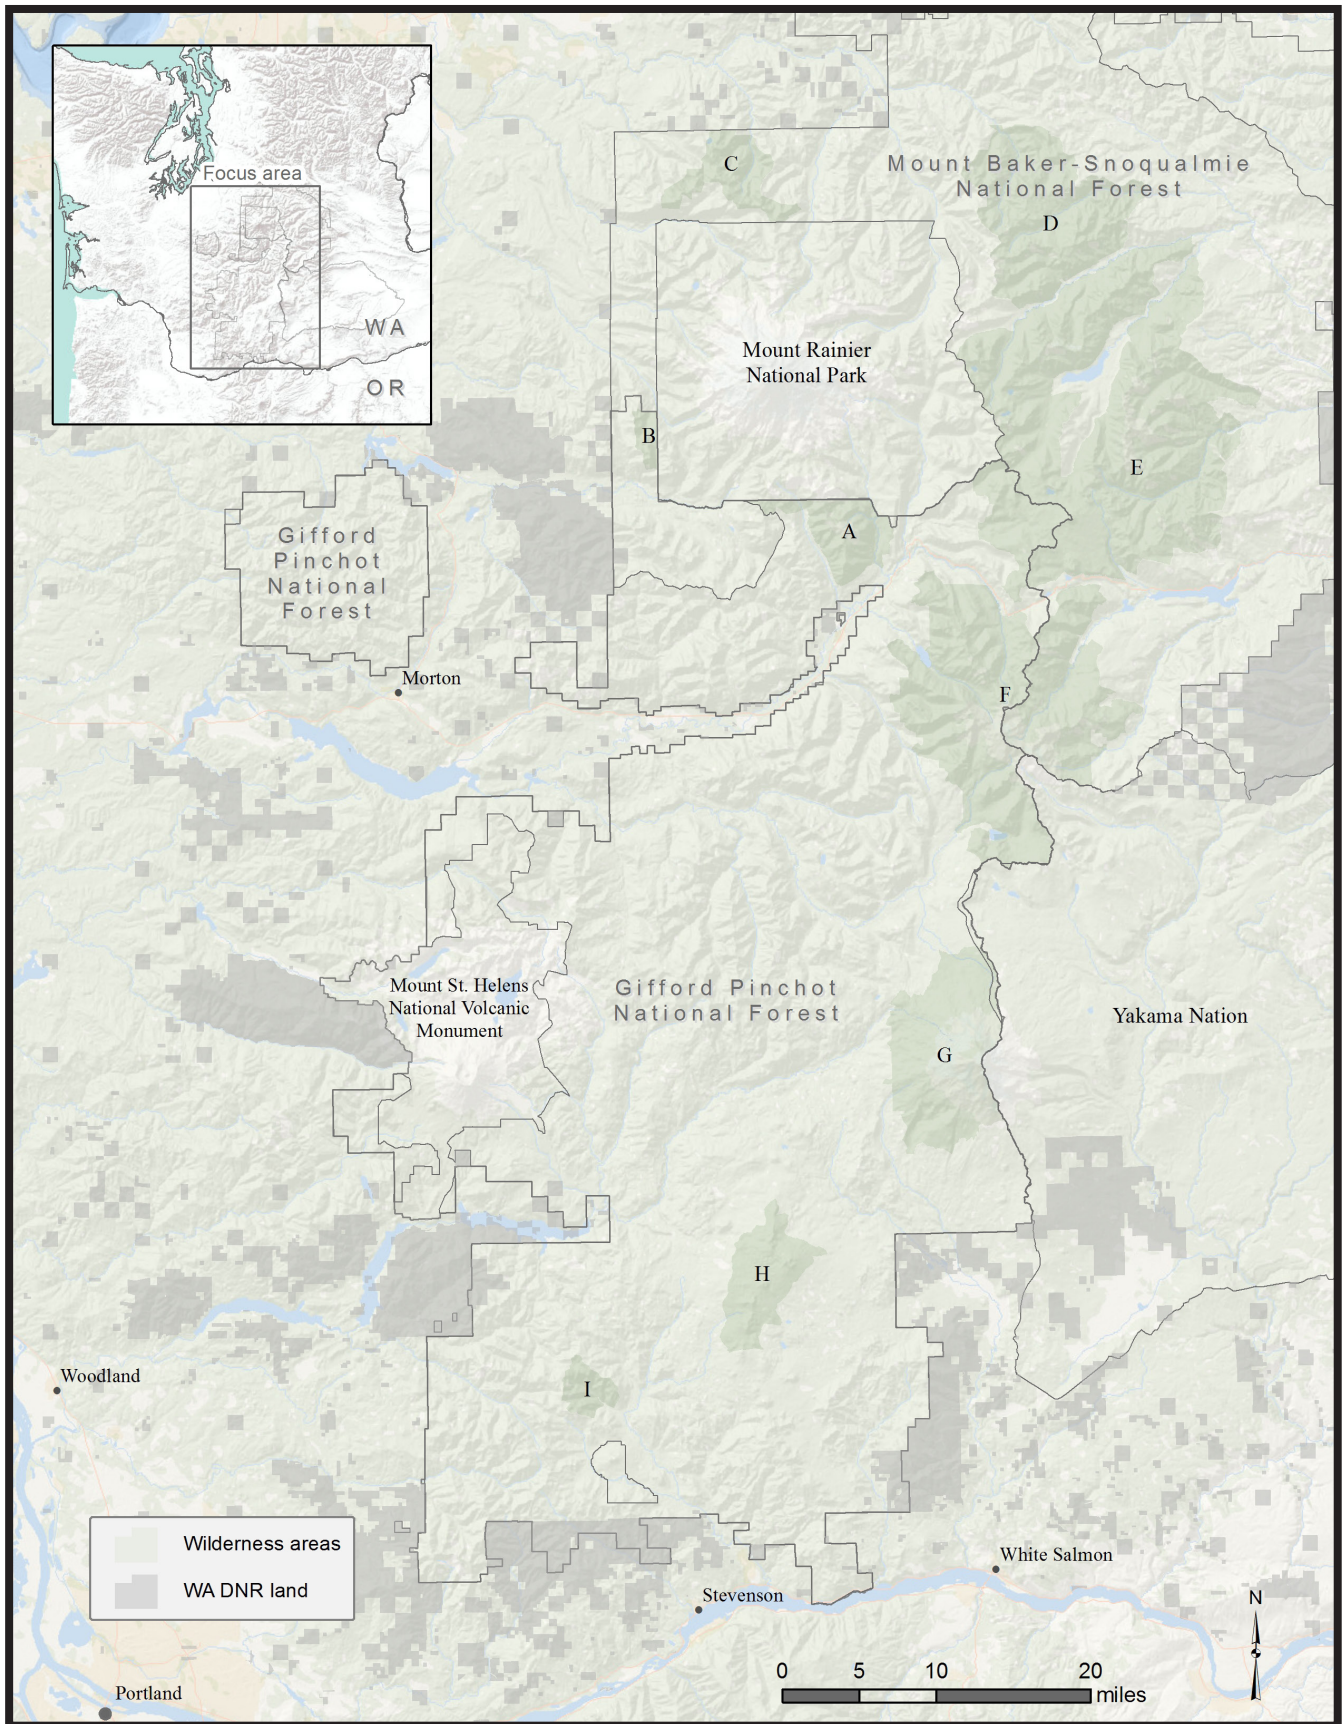 Focus area
WA
OR
C
Mount Baker-Snoqualmie
National Forest
D
Mount Rainier
National Park
B
E
A
Gifford
Pinchot
National
Forest
Morton
F
Mount St. Helens
National Volcanic
Monument
Gifford Pinchot
National Forest
Yakama Nation
G
H
I
Woodland
Wilderness areas
WA DNR land
White Salmon
Stevenson
N
0 5 10 20
miles
Portland